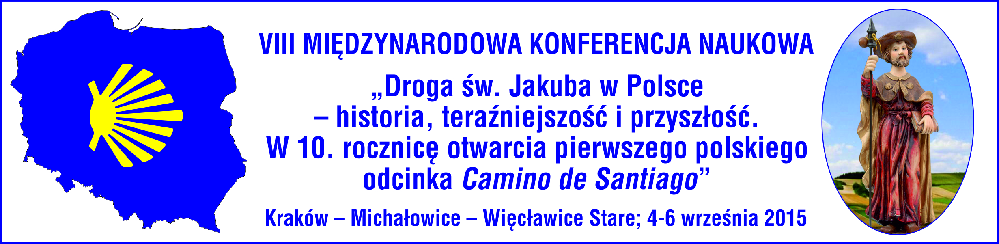 VIII MIĘDZYNARODOWA KONFERENCJA NAUKOWA
„Droga św. Jakuba w Polsce
– historia, teraźniejszość i przyszłość.
W 10. rocznicę otwarcia pierwszego polskiego
odcinka Camino de Santiago”
Kraków – Michałowice – Więcławice Stare; 4-6 września 2015